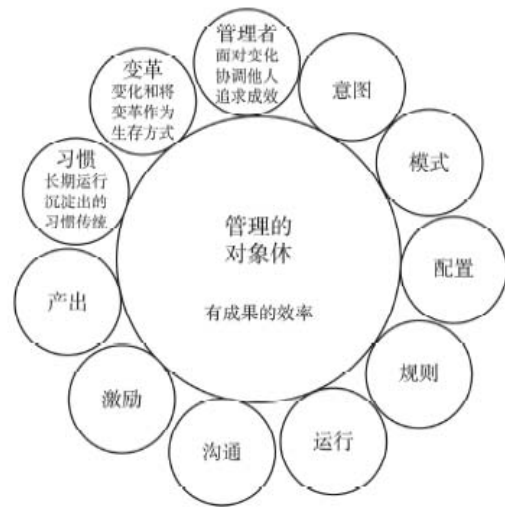 管理者
面对变化
协调他人
追求成效
意图
模式
配置
规则
运行
沟通
激励
产出
习惯
长期运行
沉淀出的
习惯传统
变革
变化和将
变革作为
生存方式
管理的
对象休
有成果的效率